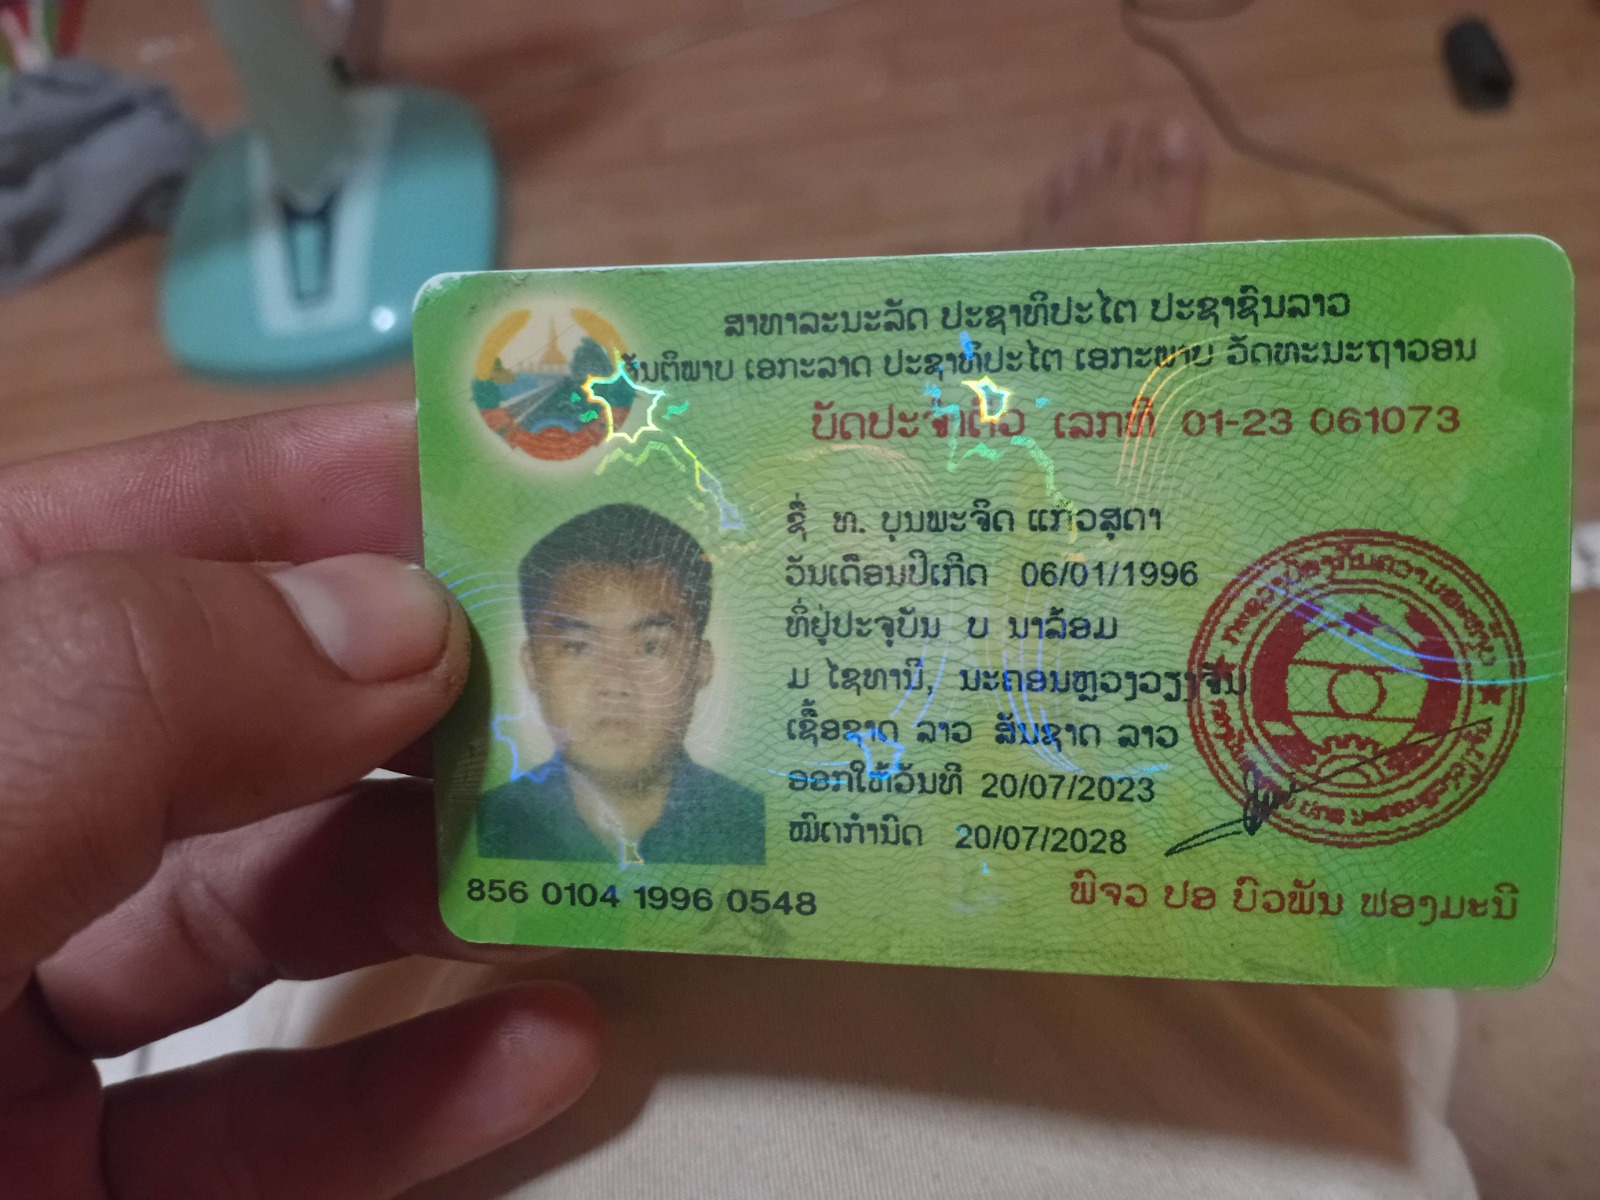 ສາທາລະນະລັດ ປະຊາທິປະໄຕ ປະຊາຊົນລາວ
ສັນຕິພາບ ເອກະລາດ ປະຊາທິປະໄຕ ເອກະພາບ ວັດທະນະຖາວອນ
ບັດປະຈຳຕົວ ເລກທີ 01-23 061073
ຊື່ ທ. ບຸນພະຈິດ ແກ້ວສຸດາ
ວັນເດືອນປີເກີດ 06/01/1996
ທີ່ຢູ່ປະຈຸບັນ ບ ນາລ້ອມ
ມ ໄຊທານີ, ນະຄອນຫຼວງວຽງຈັນ
ເຊື້ອຊາດ ລາວ ສັນຊາດ ລາວ
ອອກໃຫ້ວັນທີ 20/07/2023
ໝົດກຳນົດ 20/07/2028
856 0104 1996 0548
ພົຈວ ປອ ບົວພັນ ຟອງມະນີ